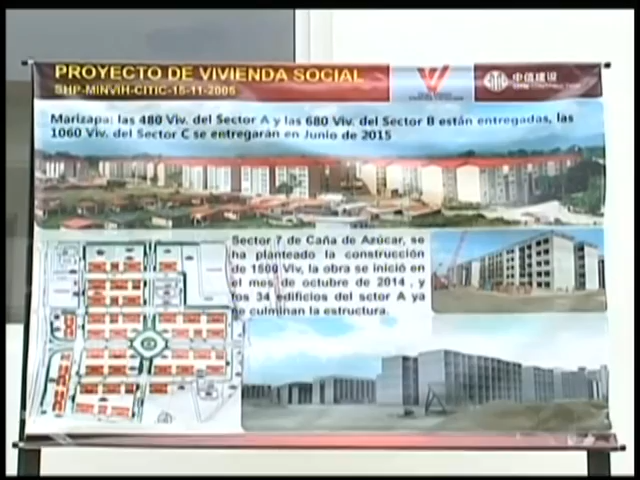 PROYECTO DE VIVIENDA SOCIAL
SHP-MINVIH-CITIC-15-11-2005
CITIC
中信建设
Marizapa: las 480 Viv. del Sector A y las 680 Viv. del Sector B están entregadas, las
1060 Viv. del Sector C se entregarán en Junio de 2015
Sector 7 de Caña de Azúcar, se
ha planteado la construcción
de 1500 Viv, la obra se inició en
el mes de octubre de 2014 , y
los 34 edificios del sctor A ya
se culminan la estructura.